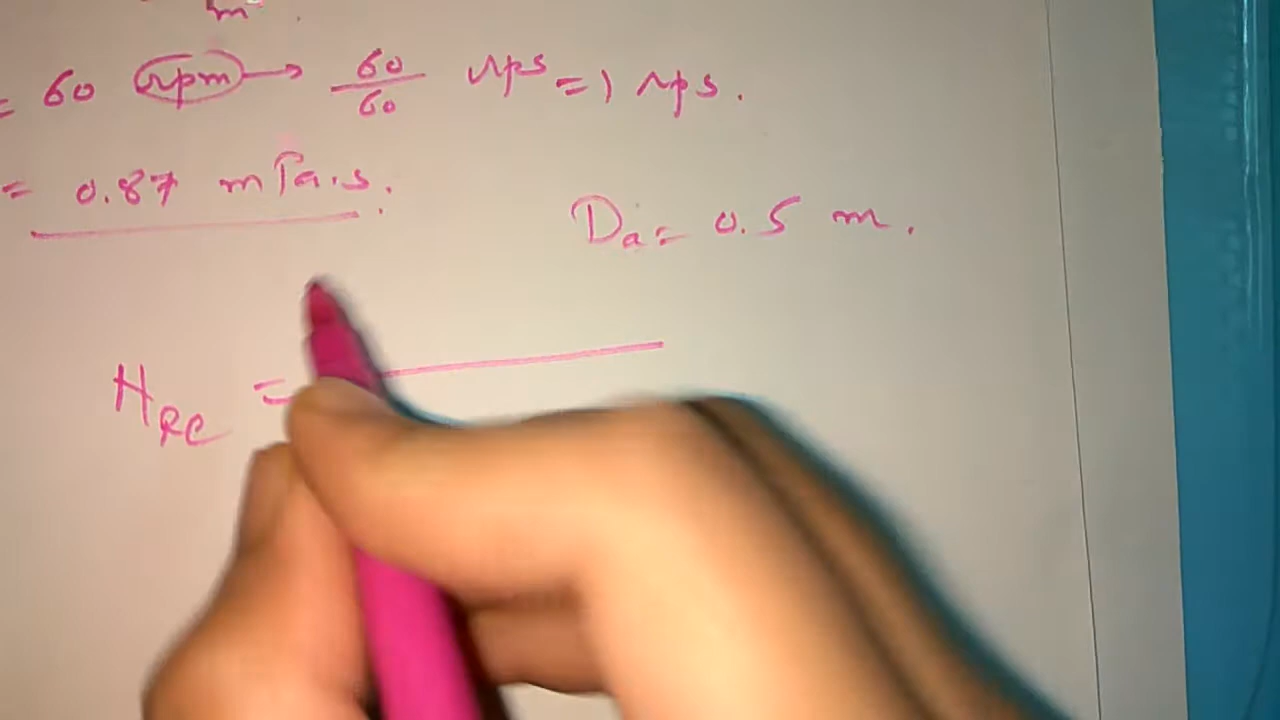 = 60 rpm → 60/60 rps = 1 rps.
= 0.87 mPa.s.
Da = 0.5 m.
NRe =